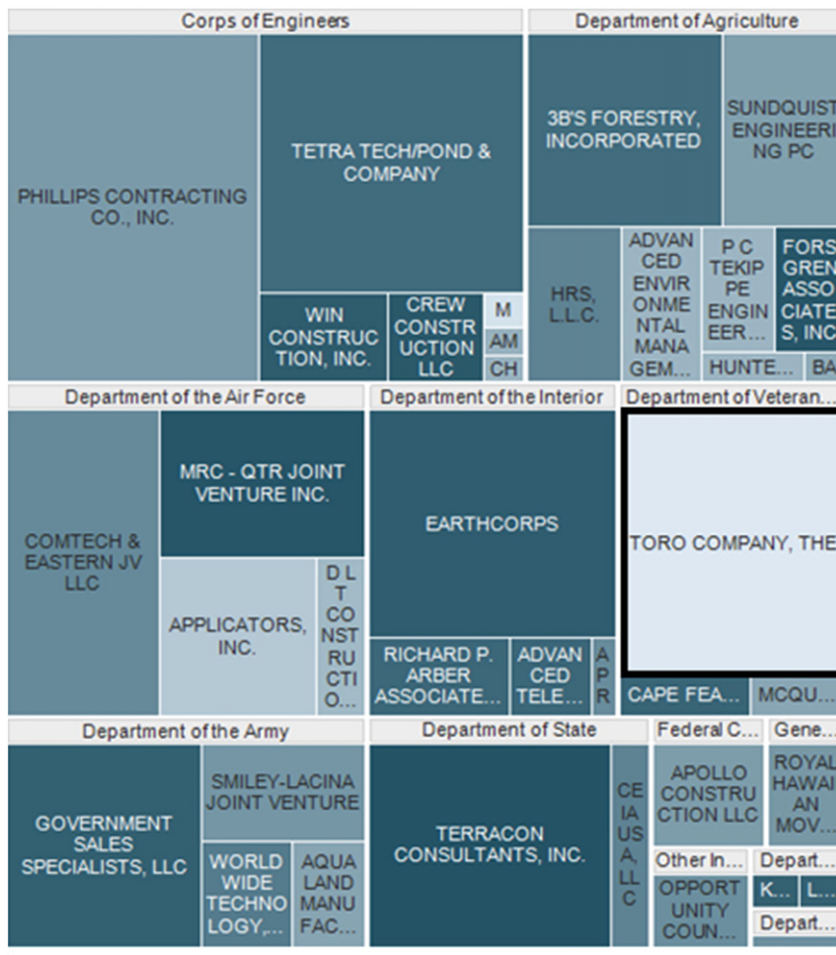 Corps of Engineers
PHILLIPS CONTRACTING
CO., INC.
TETRA TECH/POND &
COMPANY
WIN
CONSTRUC
TION, INC.
CREW
CONSTR
UCTION
LLC
M
AM
CH
Department of Agriculture
3B'S FORESTRY,
INCORPORATED
SUNDQUIST
ENGINEERI
NG PC
HRS,
L.L.C.
ADVAN
CED
ENVIR
ONME
NTAL
MANA
GEM...
P C
TEKIP
PE
ENGIN
EER...
FORS
GREN
ASSO
CIATE
S, INC
HUNTE...
BA
Department of the Air Force
COMTECH &
EASTERN JV
LLC
MRC - QTR JOINT
VENTURE INC.
APPLICATORS,
INC.
D L
T
CO
NST
RU
CTI
O...
Department of the Interior
EARTHCORPS
RICHARD P.
ARBER
ASSOCIATE...
ADVAN
CED
TELE...
A
P
R
Department of Veteran...
TORO COMPANY, THE
CAPE FEA...
MCQU...
Department of the Army
GOVERNMENT
SALES
SPECIALISTS, LLC
SMILEY-LACINA
JOINT VENTURE
WORLD
WIDE
TECHNO
LOGY,...
AQUA
LAND
MANU
FAC...
Department of State
TERRACON
CONSULTANTS, INC.
CE
IA
US
A,
LL
C
Federal C...
APOLLO
CONSTRU
CTION LLC
Gene...
ROYAL
HAWAI
AN
MOV...
Other In...
OPPORT
UNITY
COUN...
Depart...
K...
L...
Depart...